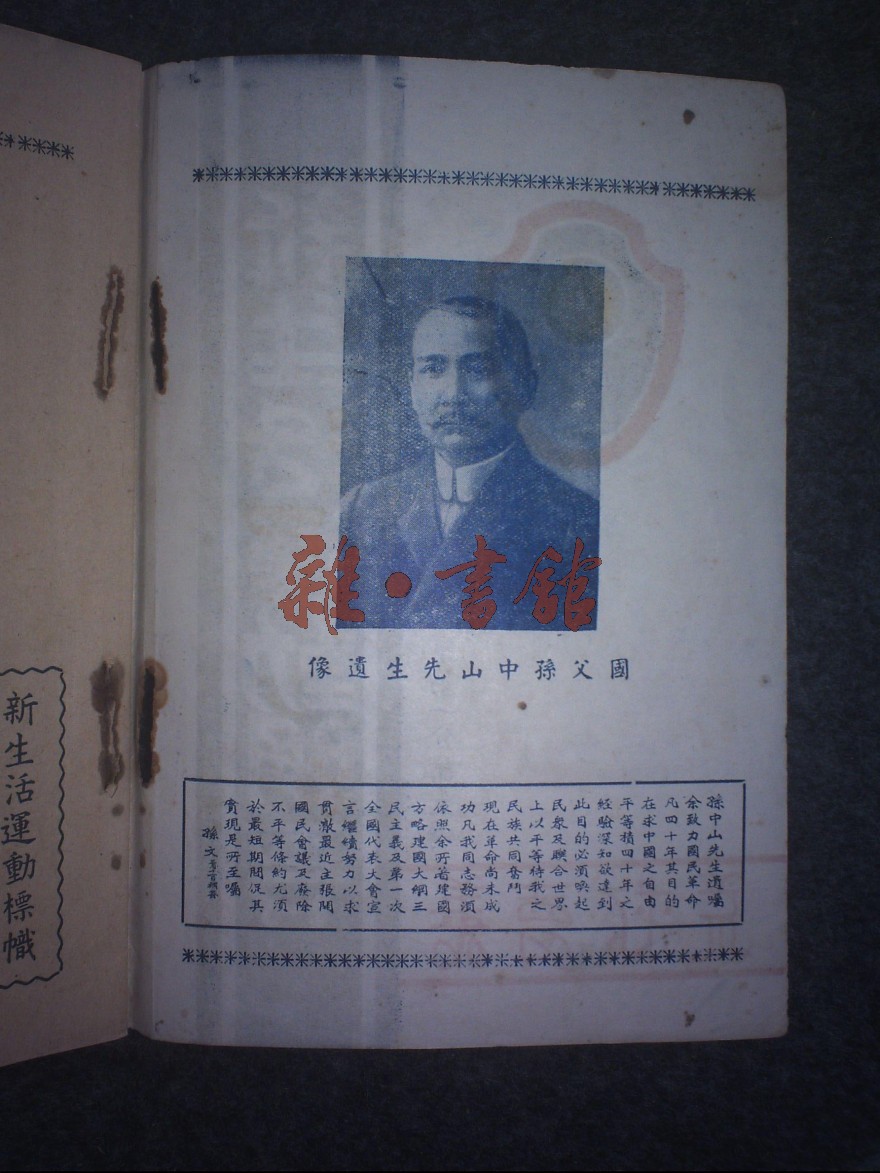 國父孫中山先生遺像
雜·書館
孫中山先生遺囑
余致力國民革命
凡四十年其目的
在求中國之自由
平等積四十年之
經驗深知欲達到
此目的必須喚起
民衆及聯合世界
上以平等待我之
民族共同奮鬥
現在革命尚未成
功凡我同志務須
依照余所著建國
方略建國大綱三
民主義及第一次
全國代表大會宣
言繼續努力以求
貫澈最近主張開
國民會議及廢除
不平等條約尤須
於最短期間促其
實現是所至囑
孫文
新生活運動標幟